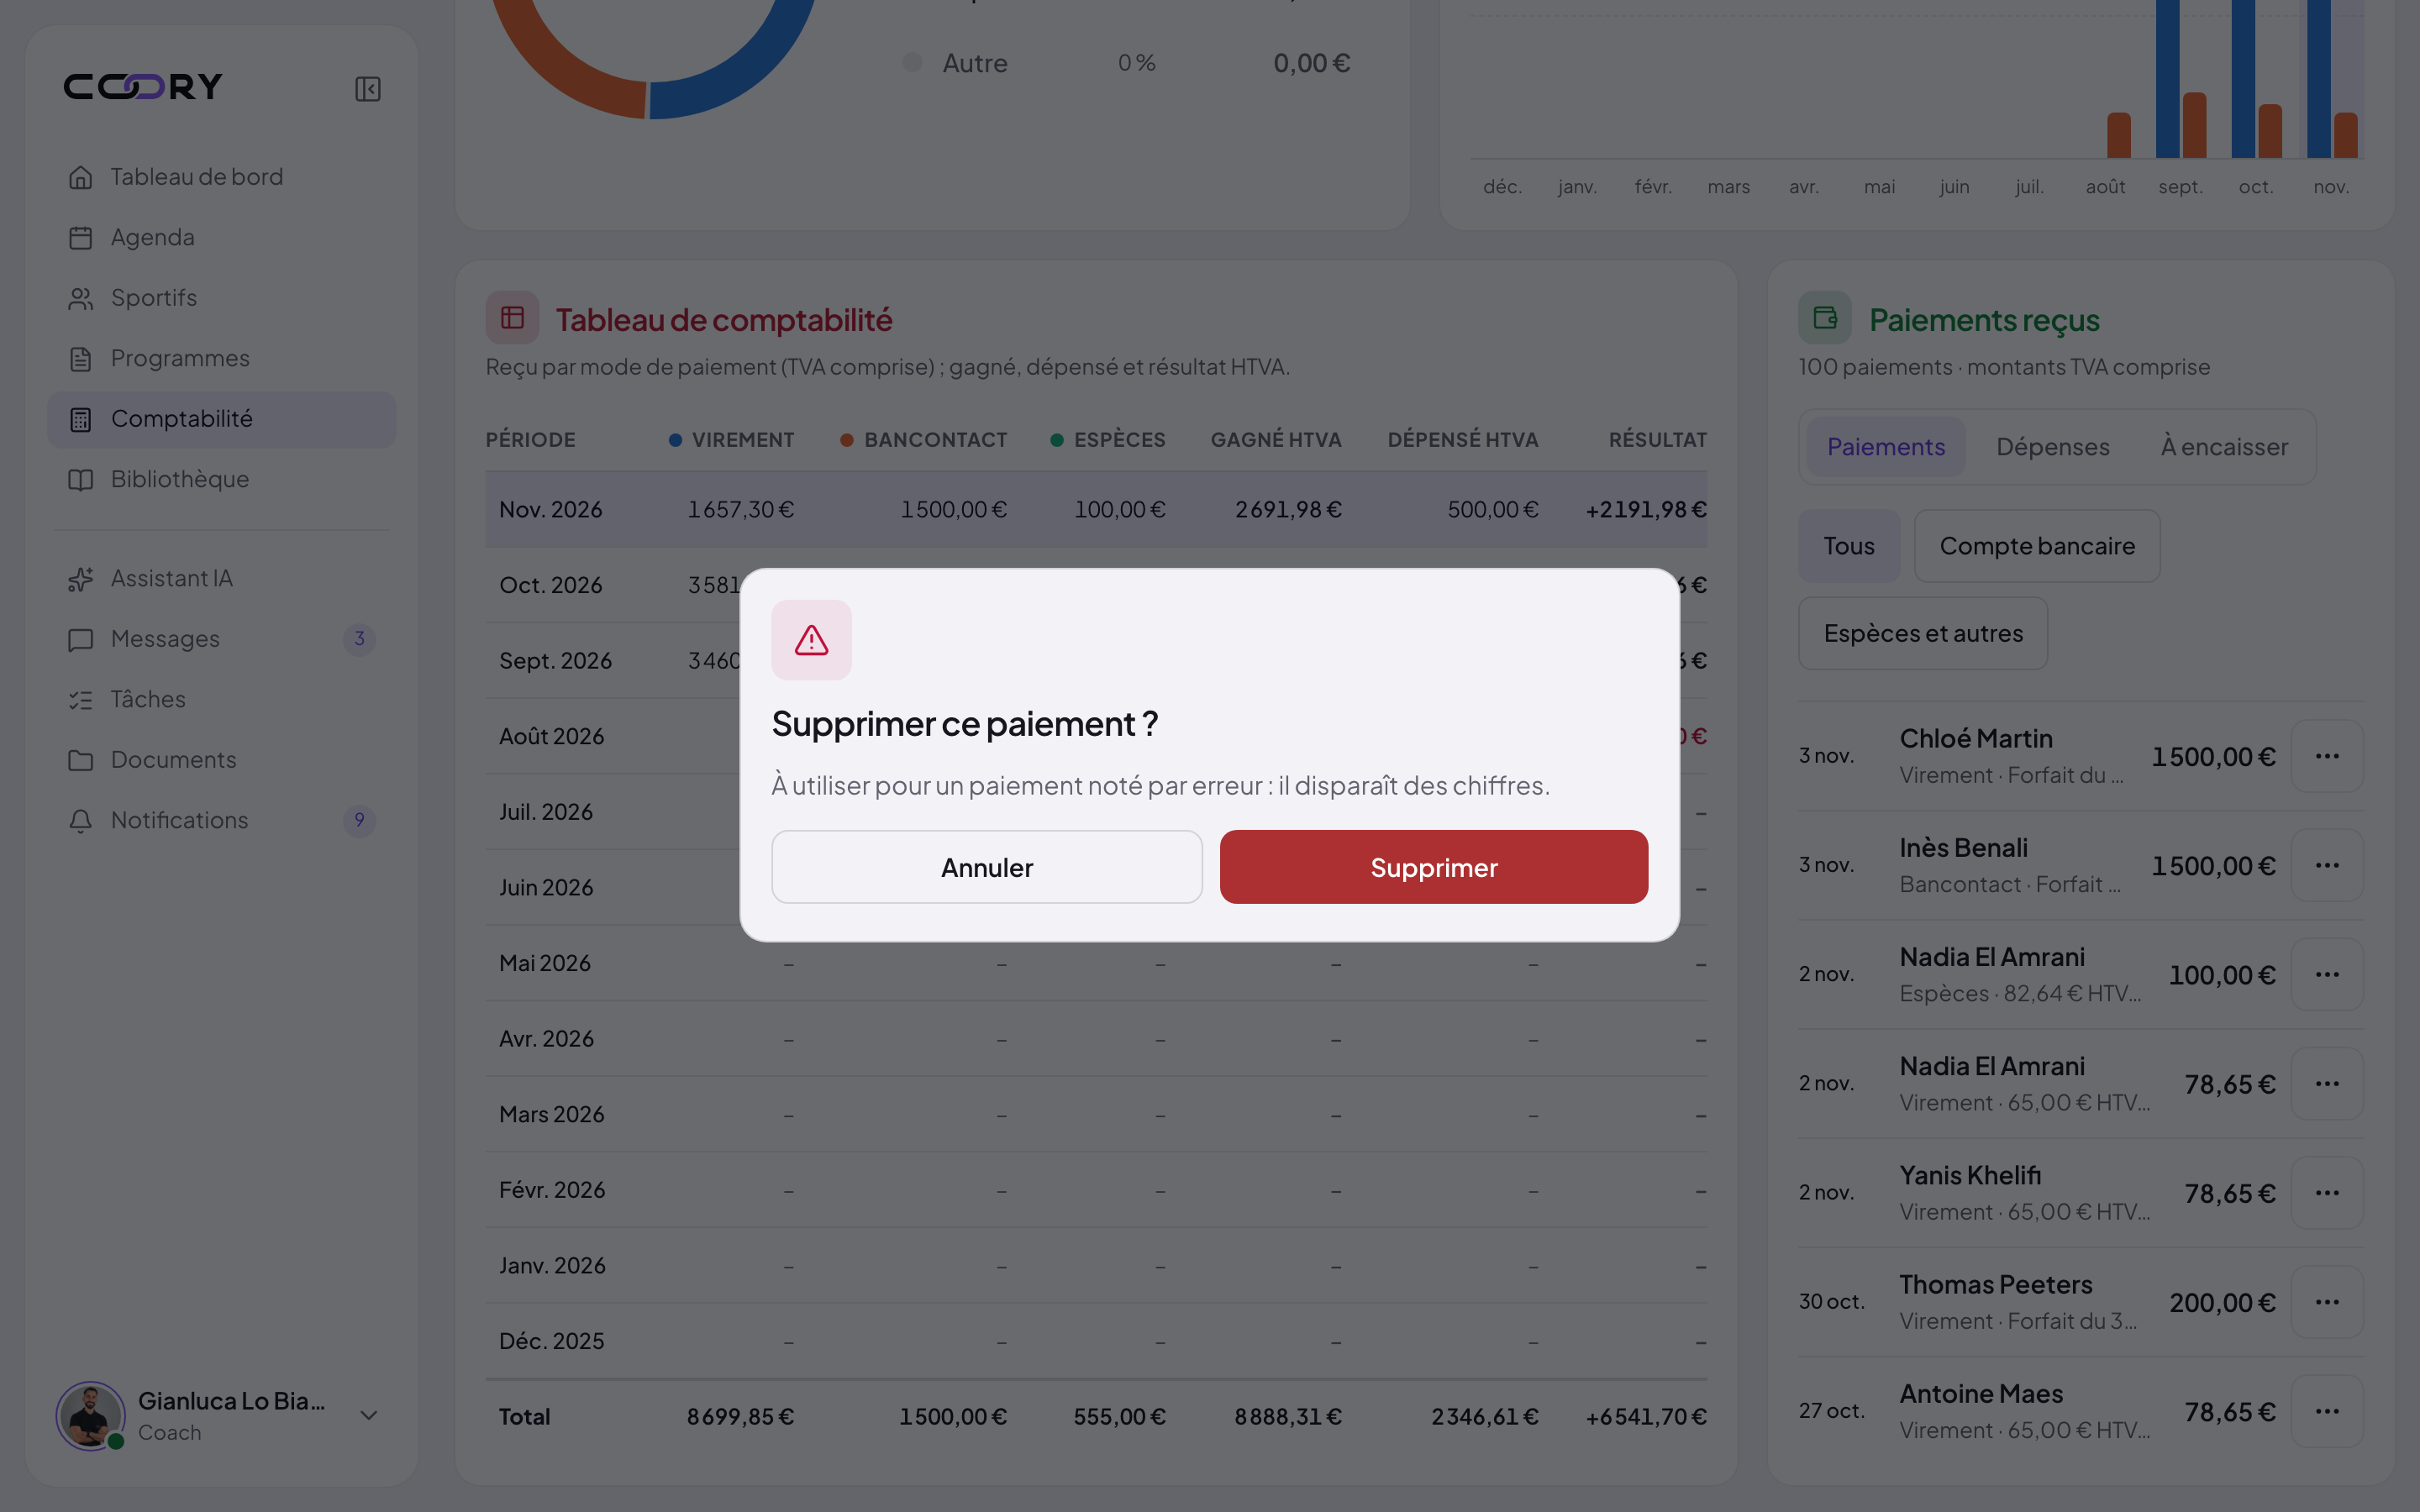 COORY
Tableau de bord
Agenda
Sportifs
Programmes
Comptabilité
Bibliothèque
Assistant IA
Messages 3
Tâches
Documents
Notifications 9
Gianluca Lo Bia...
Coach
Autre 0 % 0,00 €
déc. janv. févr. mars avr. mai juin juil. août sept. oct. nov.
Tableau de comptabilité
Reçu par mode de paiement (TVA comprise) ; gagné, dépensé et résultat HTVA.
PÉRIODE VIREMENT BANCONTACT ESPÈCES GAGNÉ HTVA DÉPENSÉ HTVA RÉSULTAT
Nov. 2026 1 657,30 € 1 500,00 € 100,00 € 2 691,98 € 500,00 € +2 191,98 €
Oct. 2026 3 581 6 €
Sept. 2026 3 460 6 €
Août 2026 0 €
Juil. 2026 –
Juin 2026 –
Mai 2026 – – – – – –
Avr. 2026 – – – – – –
Mars 2026 – – – – – –
Févr. 2026 – – – – – –
Janv. 2026 – – – – – –
Déc. 2025 – – – – – –
Total 8 699,85 € 1 500,00 € 555,00 € 8 888,31 € 2 346,61 € +6 541,70 €
Supprimer ce paiement ?
À utiliser pour un paiement noté par erreur : il disparaît des chiffres.
Annuler Supprimer
Paiements reçus
100 paiements · montants TVA comprise
Paiements Dépenses À encaisser
Tous Compte bancaire
Espèces et autres
3 nov. Chloé Martin 1 500,00 € ...
Virement · Forfait du ...
3 nov. Inès Benali 1 500,00 € ...
Bancontact · Forfait ...
2 nov. Nadia El Amrani 100,00 € ...
Espèces · 82,64 € HTV...
2 nov. Nadia El Amrani 78,65 € ...
Virement · 65,00 € HTV...
2 nov. Yanis Khelifi 78,65 € ...
Virement · 65,00 € HTV...
30 oct. Thomas Peeters 200,00 € ...
Virement · Forfait du 3...
27 oct. Antoine Maes 78,65 € ...
Virement · 65,00 € HTV...